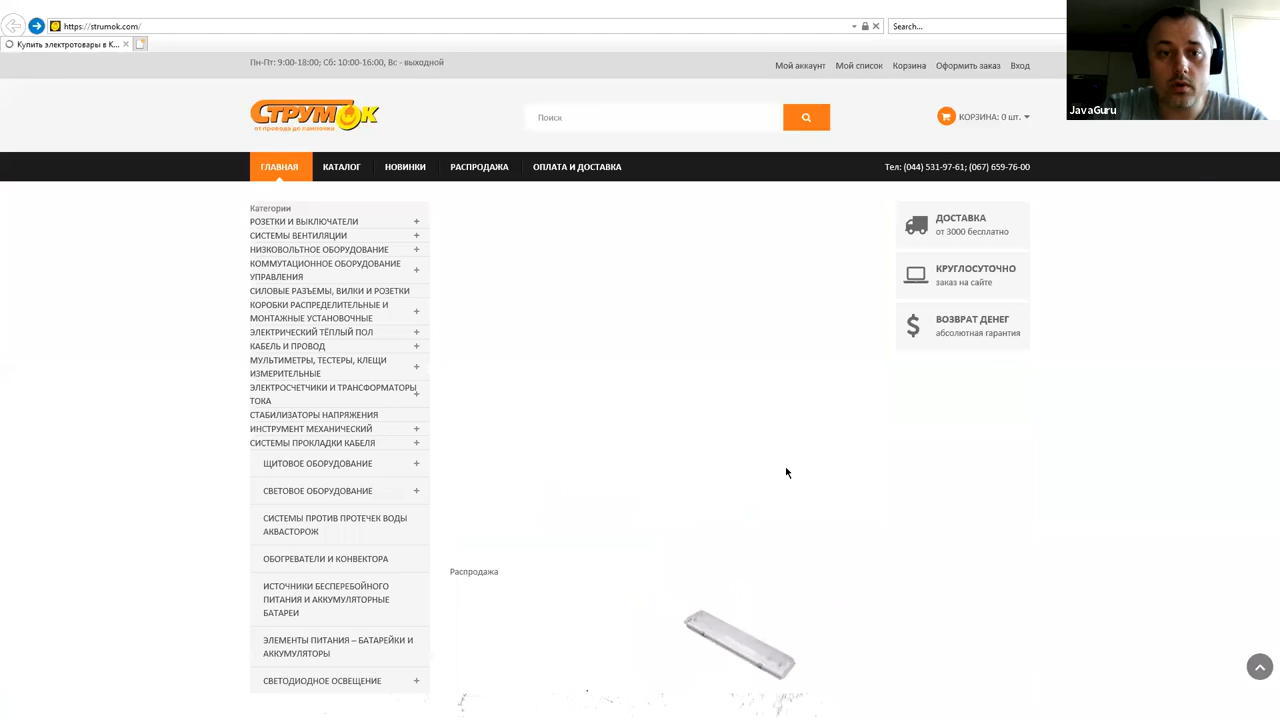 https://strumok.com/
Search...
Купить электротовары в К...
JavaGuru
Пн-Пт: 9:00-18:00; Сб: 10:00-16:00, Вс - выходной
Мой аккаунт Мой список Корзина Оформить заказ Вход
СТРУМОК
от провода до лампочки
Поиск
КОРЗИНА: 0 шт.
ГЛАВНАЯ КАТАЛОГ НОВИНКИ РАСПРОДАЖА ОПЛАТА И ДОСТАВКА
Тел: (044) 531-97-61; (067) 659-76-00
Категории
РОЗЕТКИ И ВЫКЛЮЧАТЕЛИ +
СИСТЕМЫ ВЕНТИЛЯЦИИ +
НИЗКОВОЛЬТНОЕ ОБОРУДОВАНИЕ +
КОММУТАЦИОННОЕ ОБОРУДОВАНИЕ
УПРАВЛЕНИЯ +
СИЛОВЫЕ РАЗЪЕМЫ, ВИЛКИ И РОЗЕТКИ
КОРОБКИ РАСПРЕДЕЛИТЕЛЬНЫЕ И
МОНТАЖНЫЕ УСТАНОВОЧНЫЕ +
ЭЛЕКТРИЧЕСКИЙ ТЁПЛЫЙ ПОЛ +
КАБЕЛЬ И ПРОВОД +
МУЛЬТИМЕТРЫ, ТЕСТЕРЫ, КЛЕЩИ
ИЗМЕРИТЕЛЬНЫЕ +
ЭЛЕКТРОСЧЕТЧИКИ И ТРАНСФОРМАТОРЫ
ТОКА +
СТАБИЛИЗАТОРЫ НАПРЯЖЕНИЯ
ИНСТРУМЕНТ МЕХАНИЧЕСКИЙ +
СИСТЕМЫ ПРОКЛАДКИ КАБЕЛЯ +
ЩИТОВОЕ ОБОРУДОВАНИЕ +
СВЕТОВОЕ ОБОРУДОВАНИЕ +
СИСТЕМЫ ПРОТИВ ПРОТЕЧЕК ВОДЫ
АКВАСТОРОЖ
ОБОГРЕВАТЕЛИ И КОНВЕКТОРА
ИСТОЧНИКИ БЕСПЕРЕБОЙНОГО
ПИТАНИЯ И АККУМУЛЯТОРНЫЕ
БАТАРЕИ
ЭЛЕМЕНТЫ ПИТАНИЯ – БАТАРЕЙКИ И
АККУМУЛЯТОРЫ
СВЕТОДИОДНОЕ ОСВЕЩЕНИЕ +
Распродажа
ДОСТАВКА
от 3000 бесплатно
КРУГЛОСУТОЧНО
заказ на сайте
ВОЗВРАТ ДЕНЕГ
абсолютная гарантия